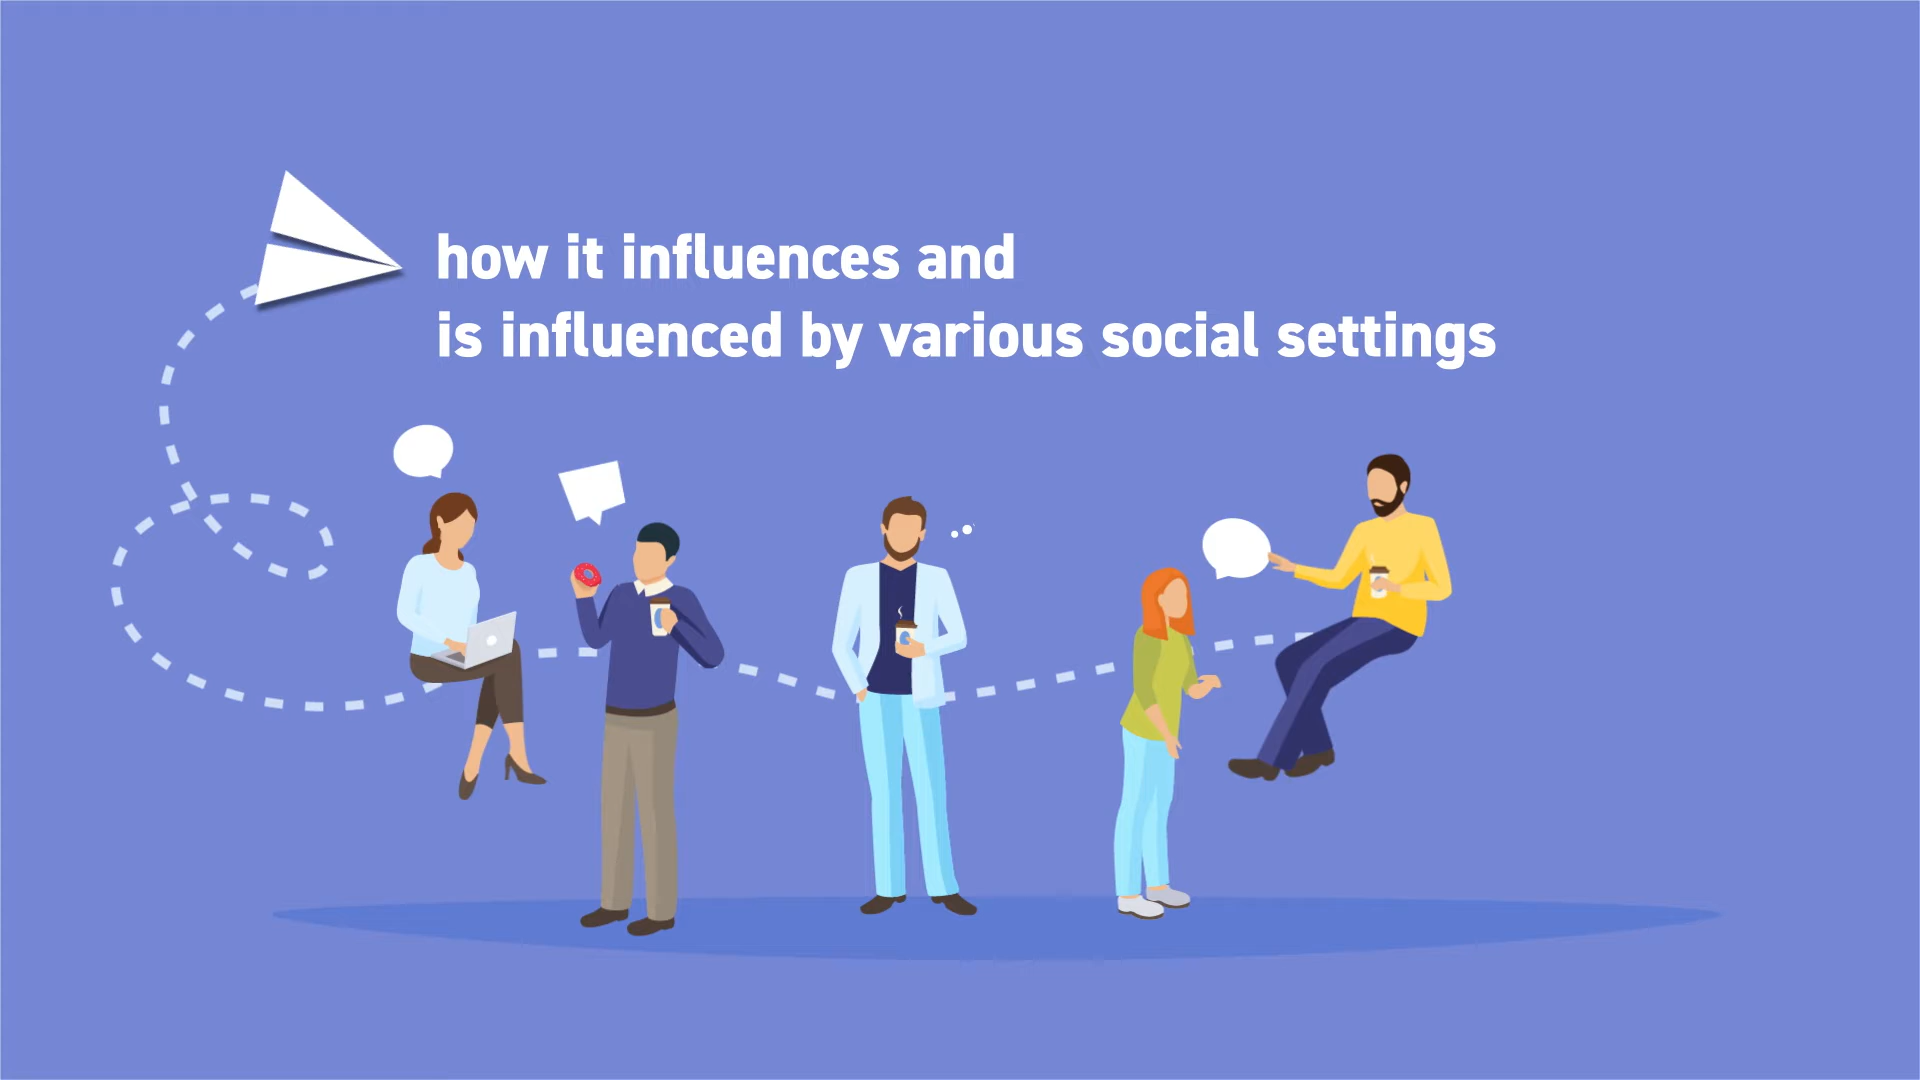 how it influences and
is influenced by various social settings